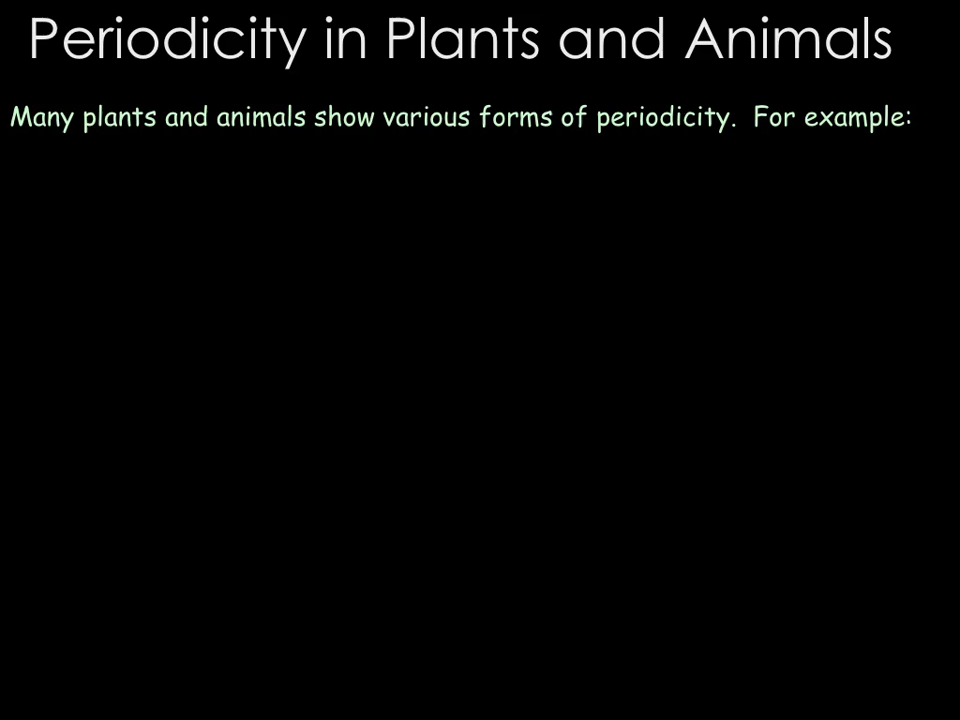 Periodicity in Plants and Animals
Many plants and animals show various forms of periodicity.  For example: